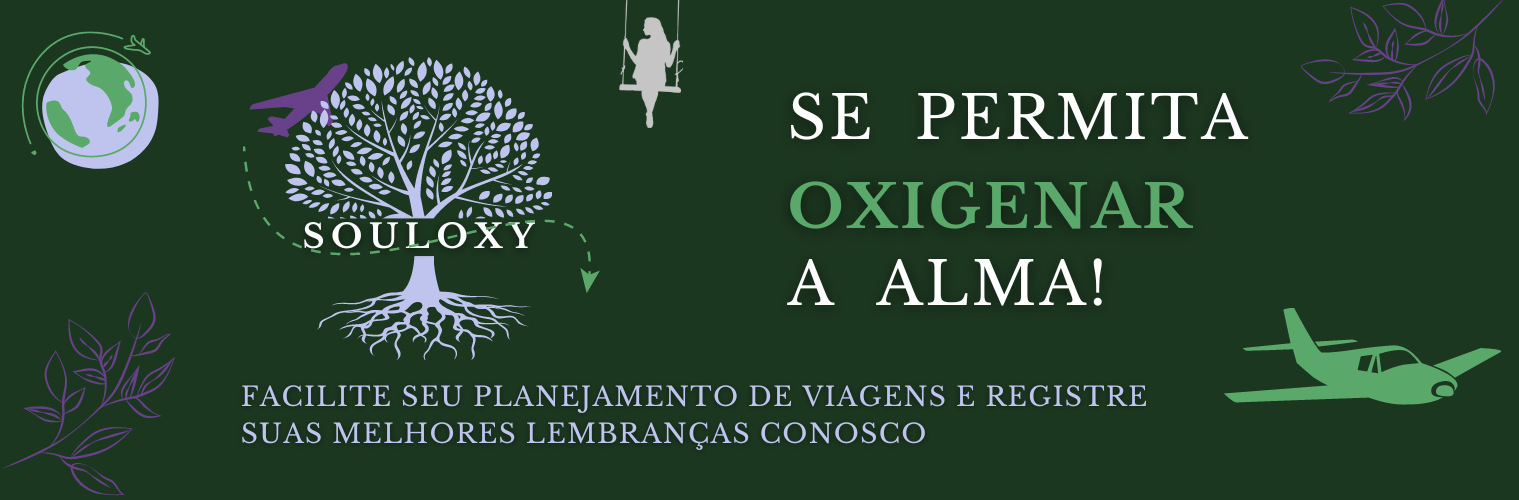 SOULOXY
SE PERMITA
OXIGENAR
A ALMA!
FACILITE SEU PLANEJAMENTO DE VIAGENS E REGISTRE
SUAS MELHORES LEMBRANÇAS CONOSCO